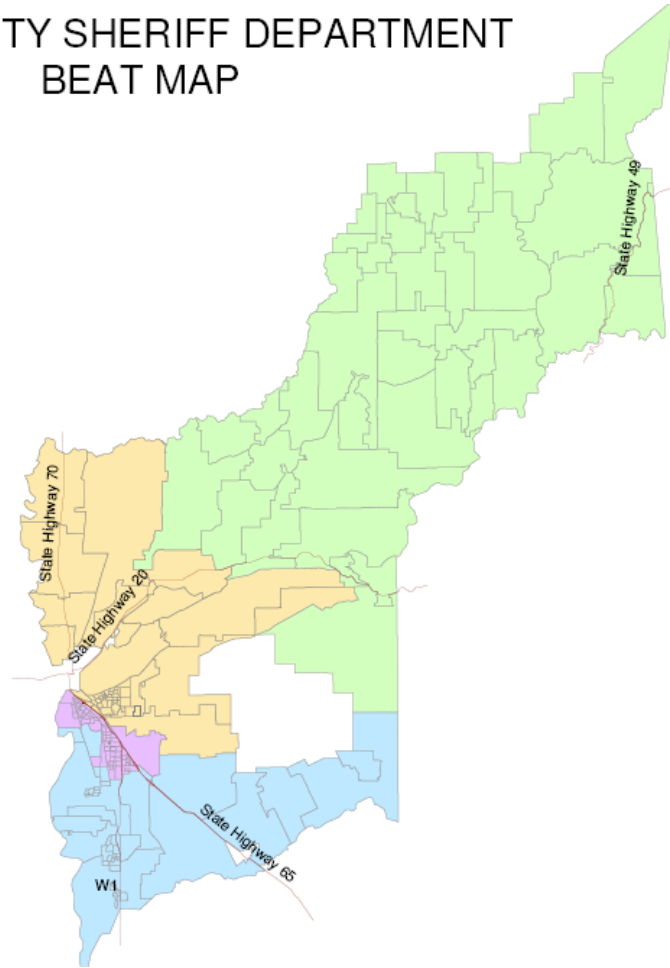 TY SHERIFF DEPARTMENT
BEAT MAP
State Highway 49
State Highway 70
State Highway 20
State Highway 65
W1